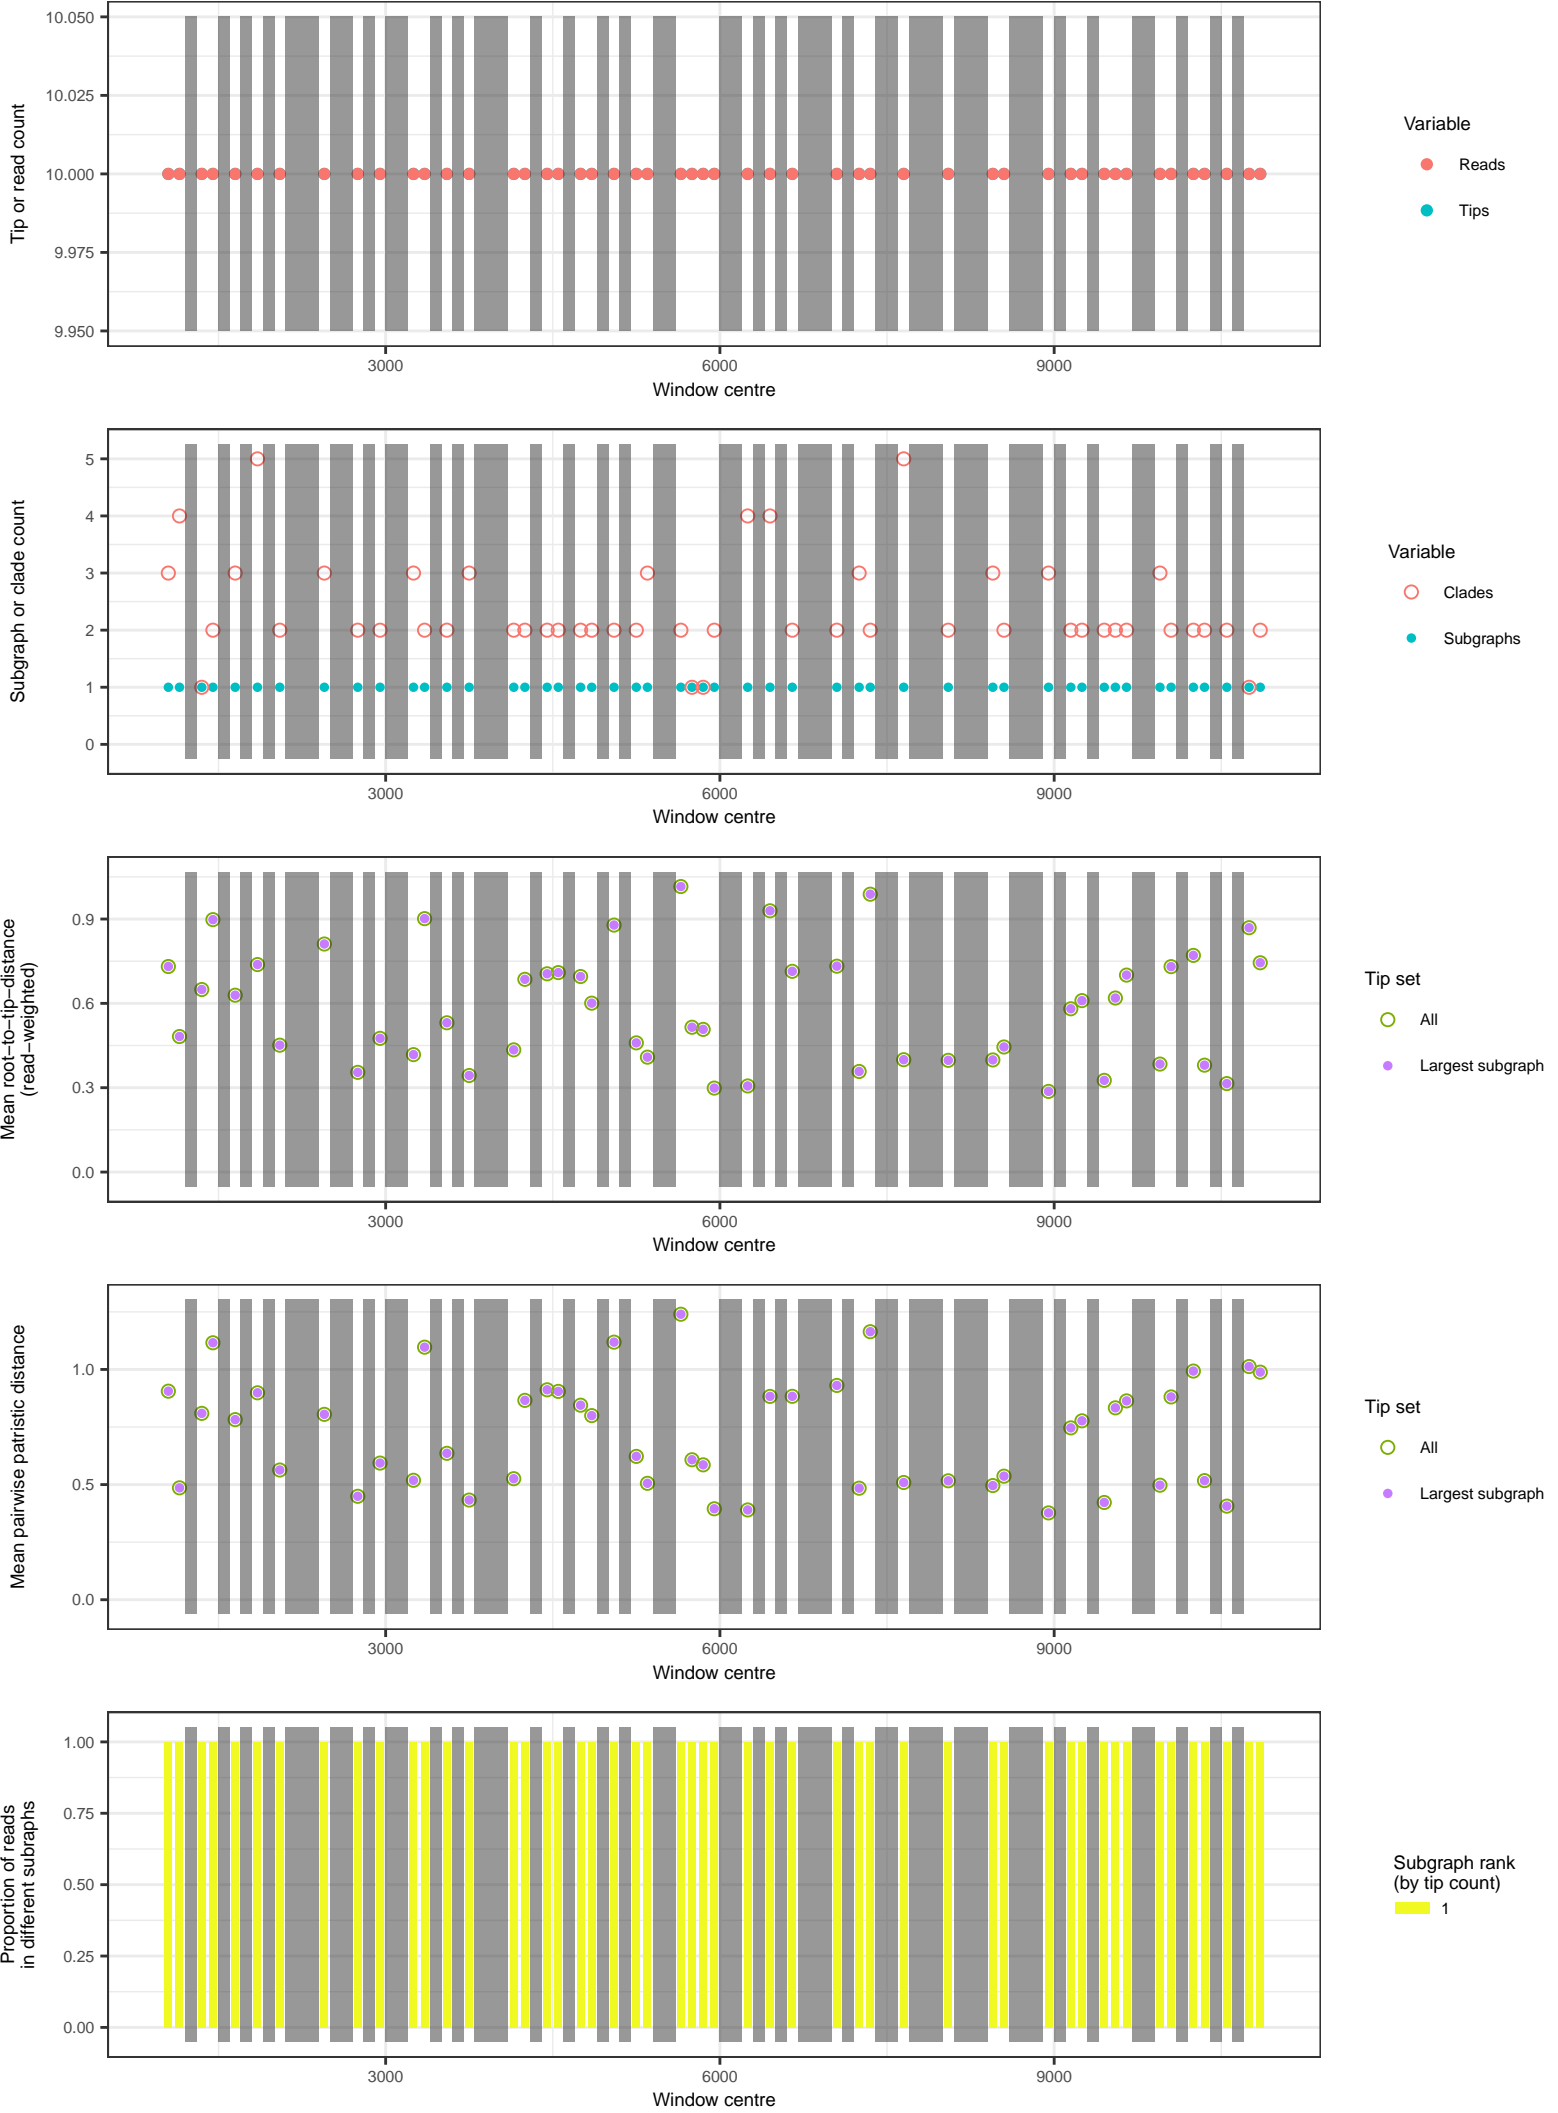 10.050
10.025
10.000
9.975
9.950
Tip or read count
3000 6000 9000
Window centre
Variable
Reads
Tips
5
4
3
2
1
0
Subgraph or clade count
3000 6000 9000
Window centre
Variable
Clades
Subgraphs
0.9
0.6
0.3
0.0
Mean root−to−tip−distance
(read−weighted)
3000 6000 9000
Window centre
Tip set
All
Largest subgraph
1.0
0.5
0.0
Mean pairwise patristic distance
3000 6000 9000
Window centre
Tip set
All
Largest subgraph
1.00
0.75
0.50
0.25
0.00
Proportion of reads
in different subraphs
3000 6000 9000
Window centre
Subgraph rank
(by tip count)
1